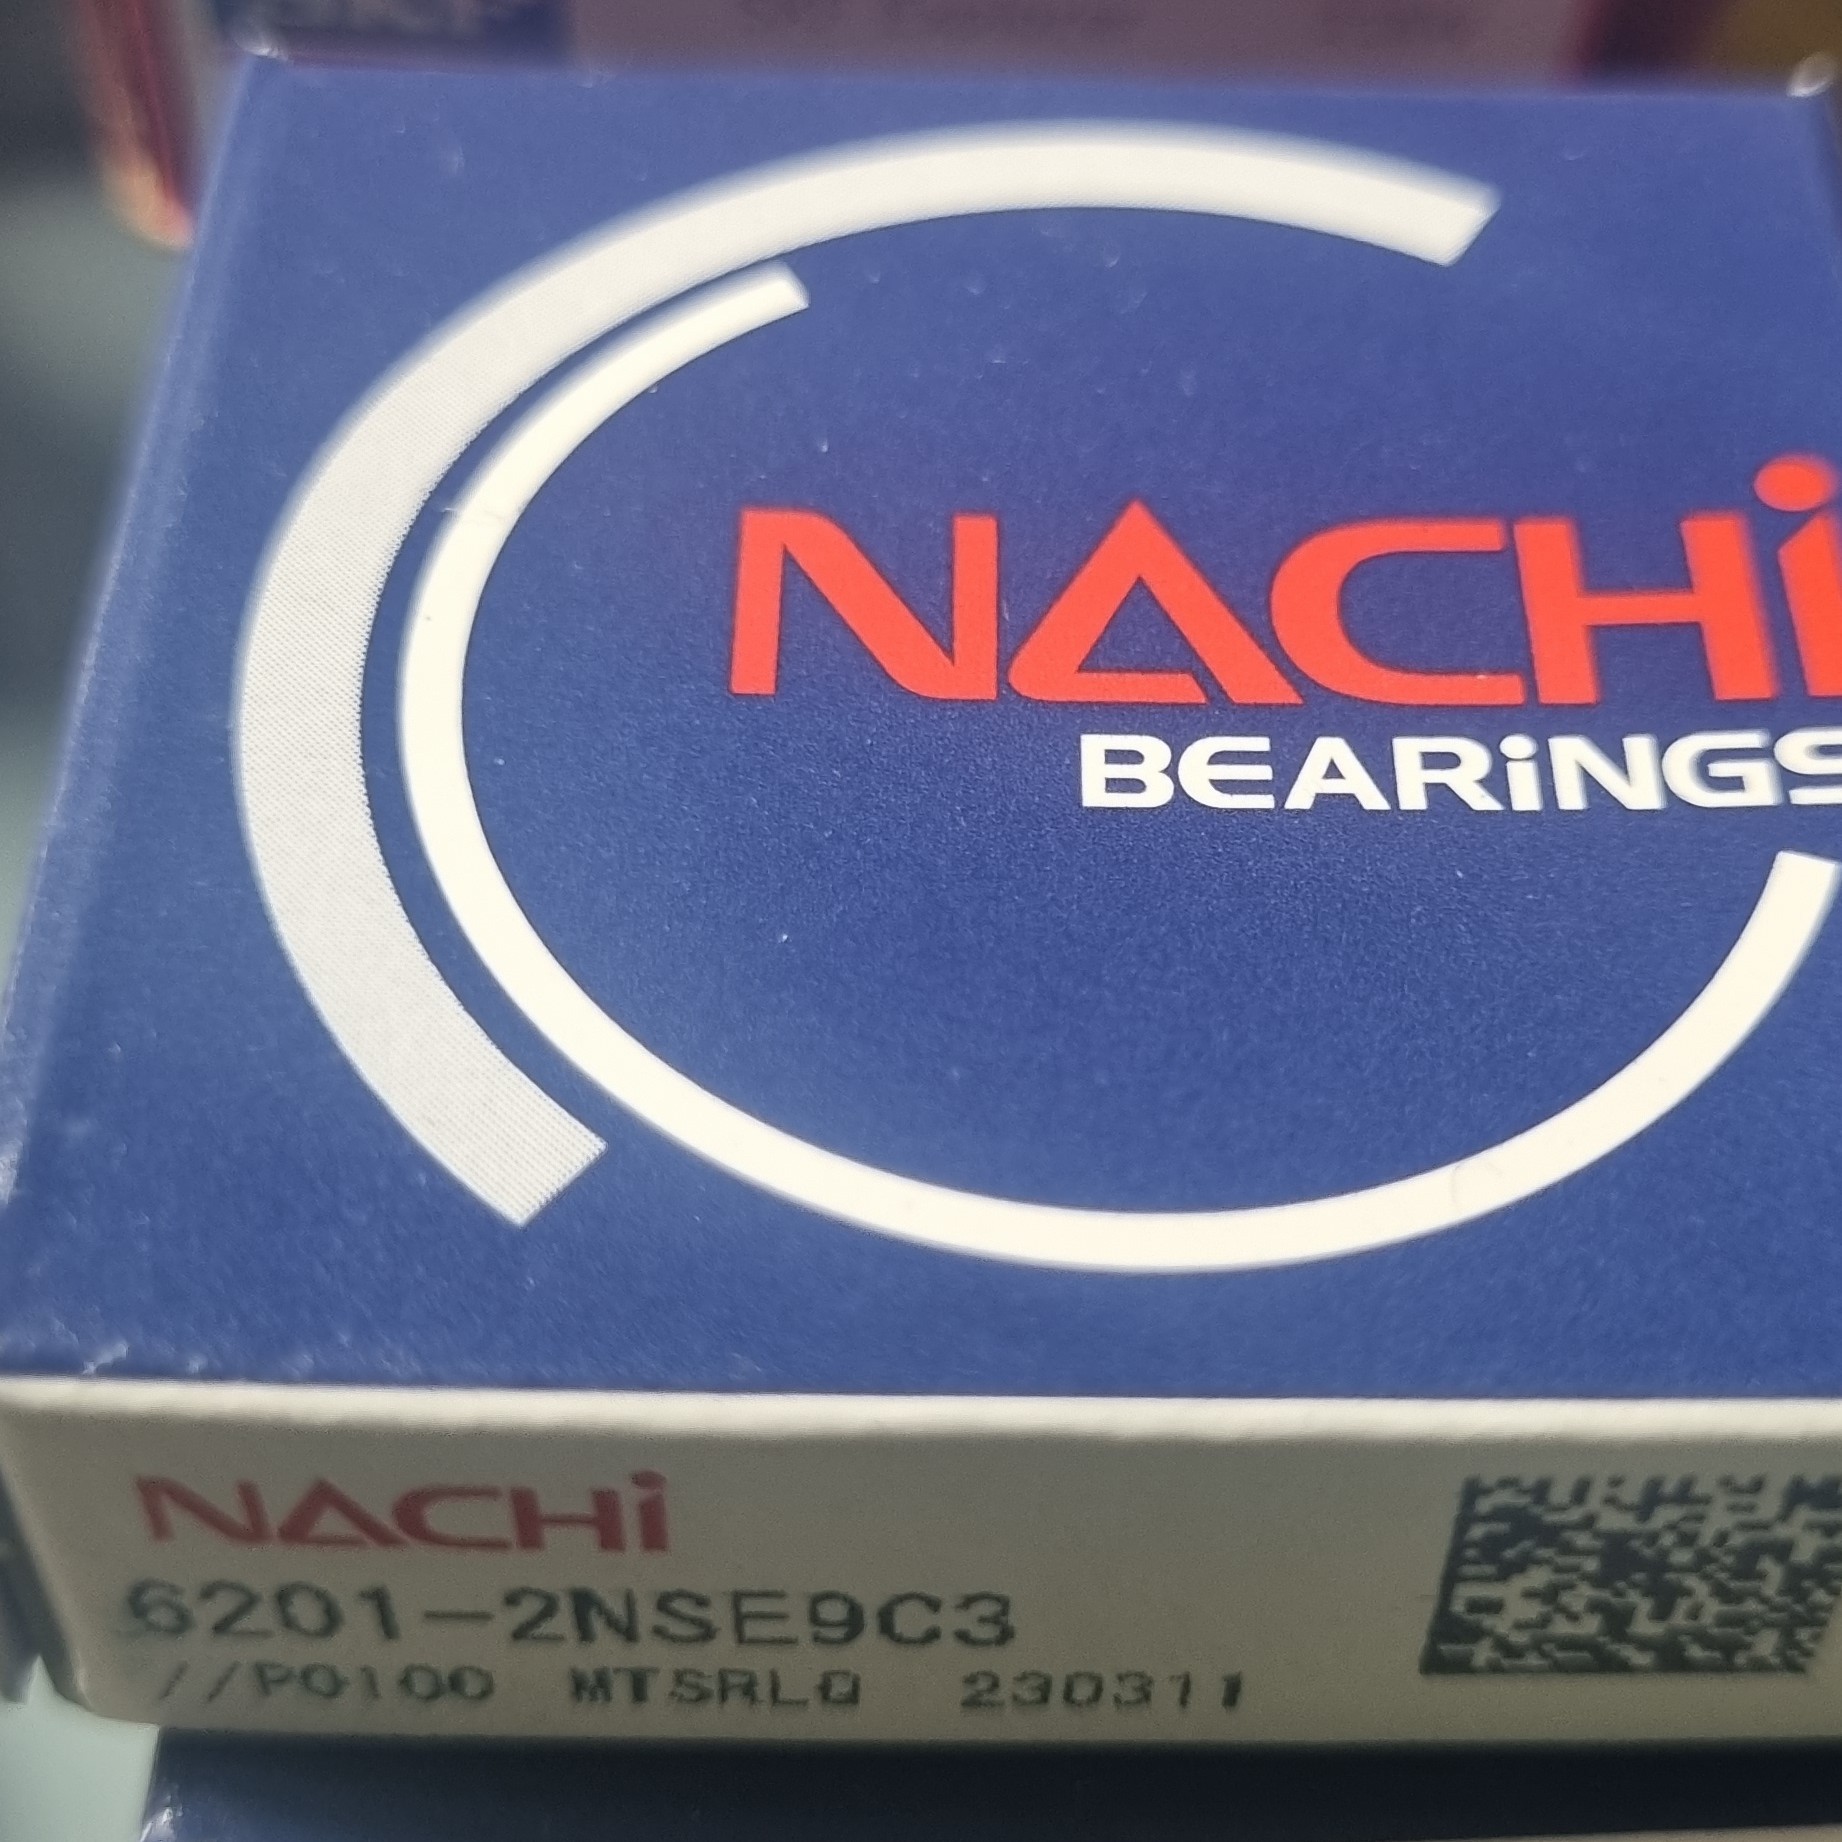 NACHi
BEARiNGS
NACHi
6201-2NSE9C3
//P0100 MTSRLQ 230311